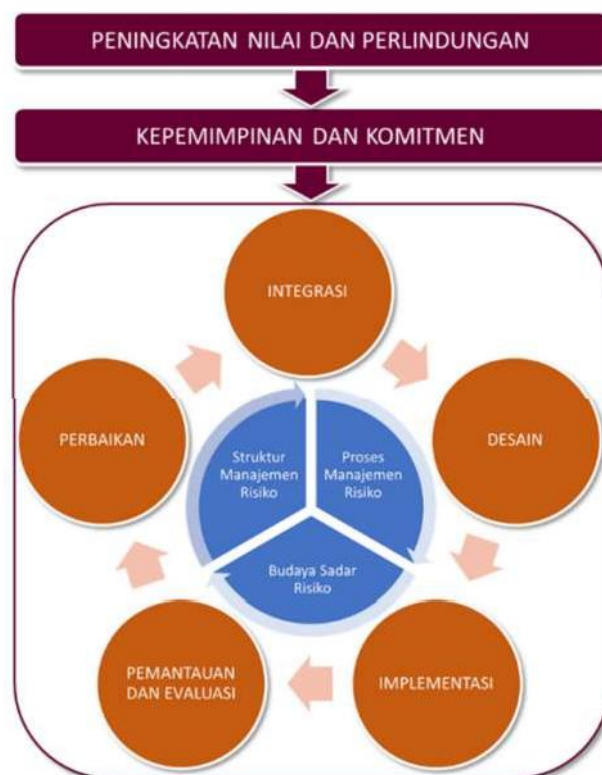 PENINGKATAN NILAI DAN PERLINDUNGAN
KEPEMIMPINAN DAN KOMITMEN
INTEGRASI
PERBAIKAN
DESAIN
Struktur
Manajemen
Risiko
Proses
Manajemen
Risiko
Budaya Sadar
Risiko
PEMANTAUAN
DAN EVALUASI
IMPLEMENTASI